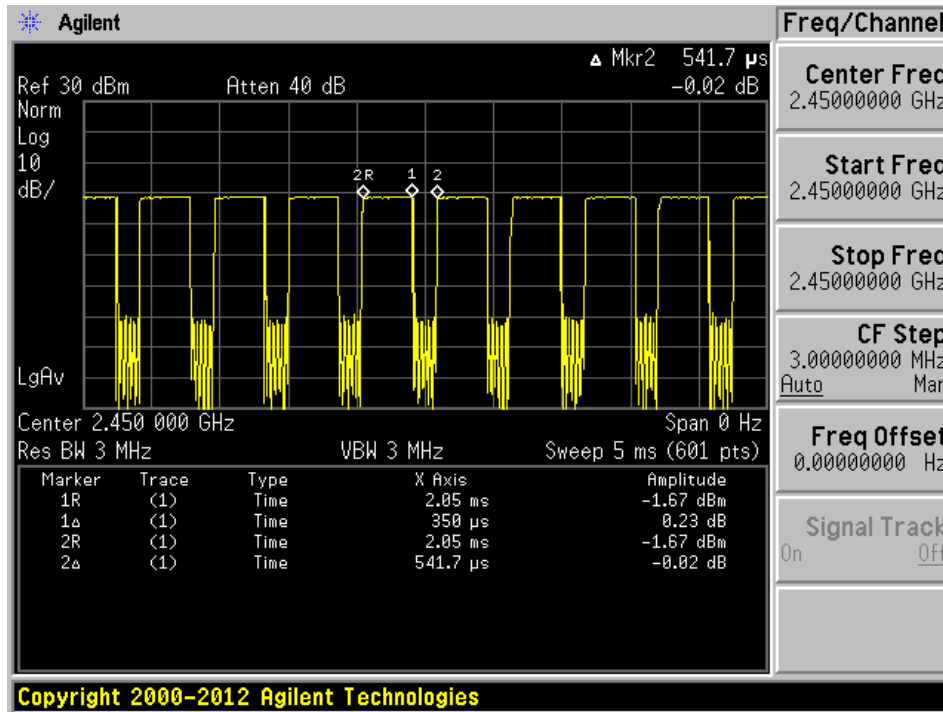 Agilent
Freq/Channel
Δ Mkr2 541.7 μs
Ref 30 dBm Atten 40 dB -0.02 dB
Norm
Log
10
dB/
2R 1 2
LgAv
Center 2.450 000 GHz Span 0 Hz
Res BW 3 MHz VBW 3 MHz Sweep 5 ms (601 pts)
Marker Trace Type X Axis Amplitude
1R (1) Time 2.05 ms -1.67 dBm
1Δ (1) Time 350 μs 0.23 dB
2R (1) Time 2.05 ms -1.67 dBm
2Δ (1) Time 541.7 μs -0.02 dB
Center Freq
2.45000000 GHz
Start Freq
2.45000000 GHz
Stop Freq
2.45000000 GHz
CF Step
3.00000000 MHz
Auto Man
Freq Offset
0.00000000 Hz
Signal Track
On Off
Copyright 2000-2012 Agilent Technologies